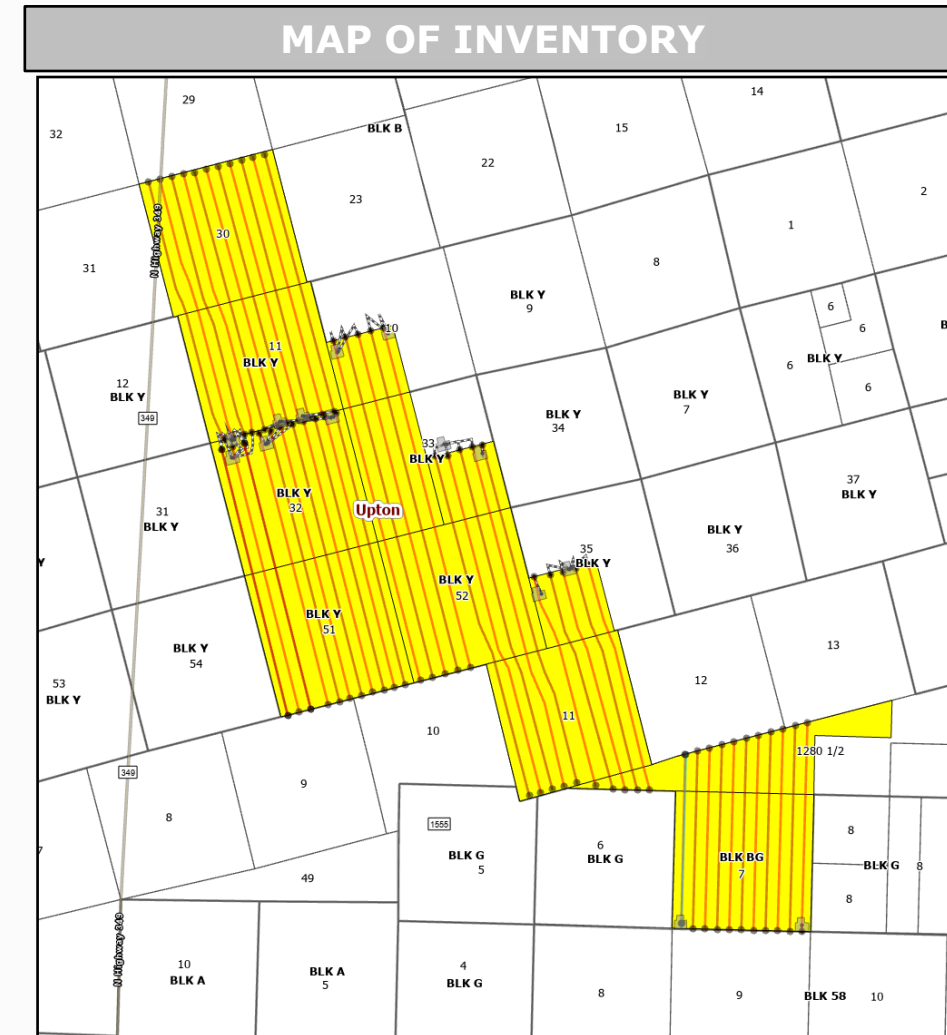 MAP OF INVENTORY
29
14
32
BLK B
15
22
2
23
1
30
N Highway 349
8
31
BLK Y
9
6
10
6
11
BLK Y
BLK Y
6
12
BLK Y
BLK Y
7
6
349
BLK Y
34
33
BLK Y
37
BLK Y
BLK Y
32
Upton
31
BLK Y
BLK Y
36
35
BLK Y
Y
BLK Y
52
BLK Y
51
BLK Y
54
13
12
53
BLK Y
11
10
1280 1/2
349
9
8
1555
8
6
BLK G
7
BLK G
5
BLK BG
7
BLK G
8
49
8
N Highway 349
10
BLK A
BLK A
5
4
BLK G
8
9
BLK 58
10